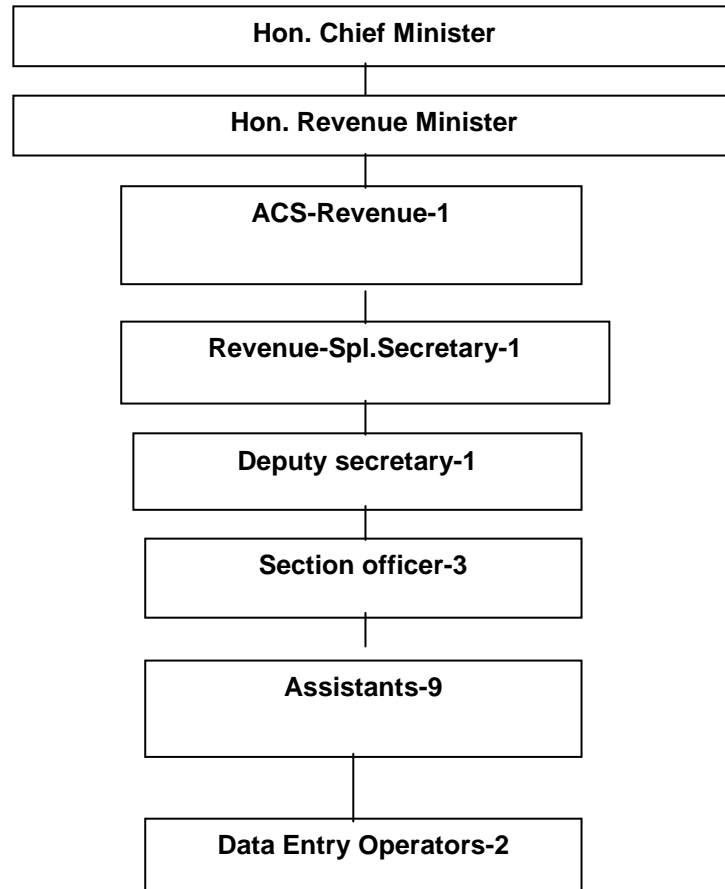 Hon. Chief Minister
Hon. Revenue Minister
ACS-Revenue-1
Revenue-Spl.Secretary-1
Deputy secretary-1
Section officer-3
Assistants-9
Data Entry Operators-2